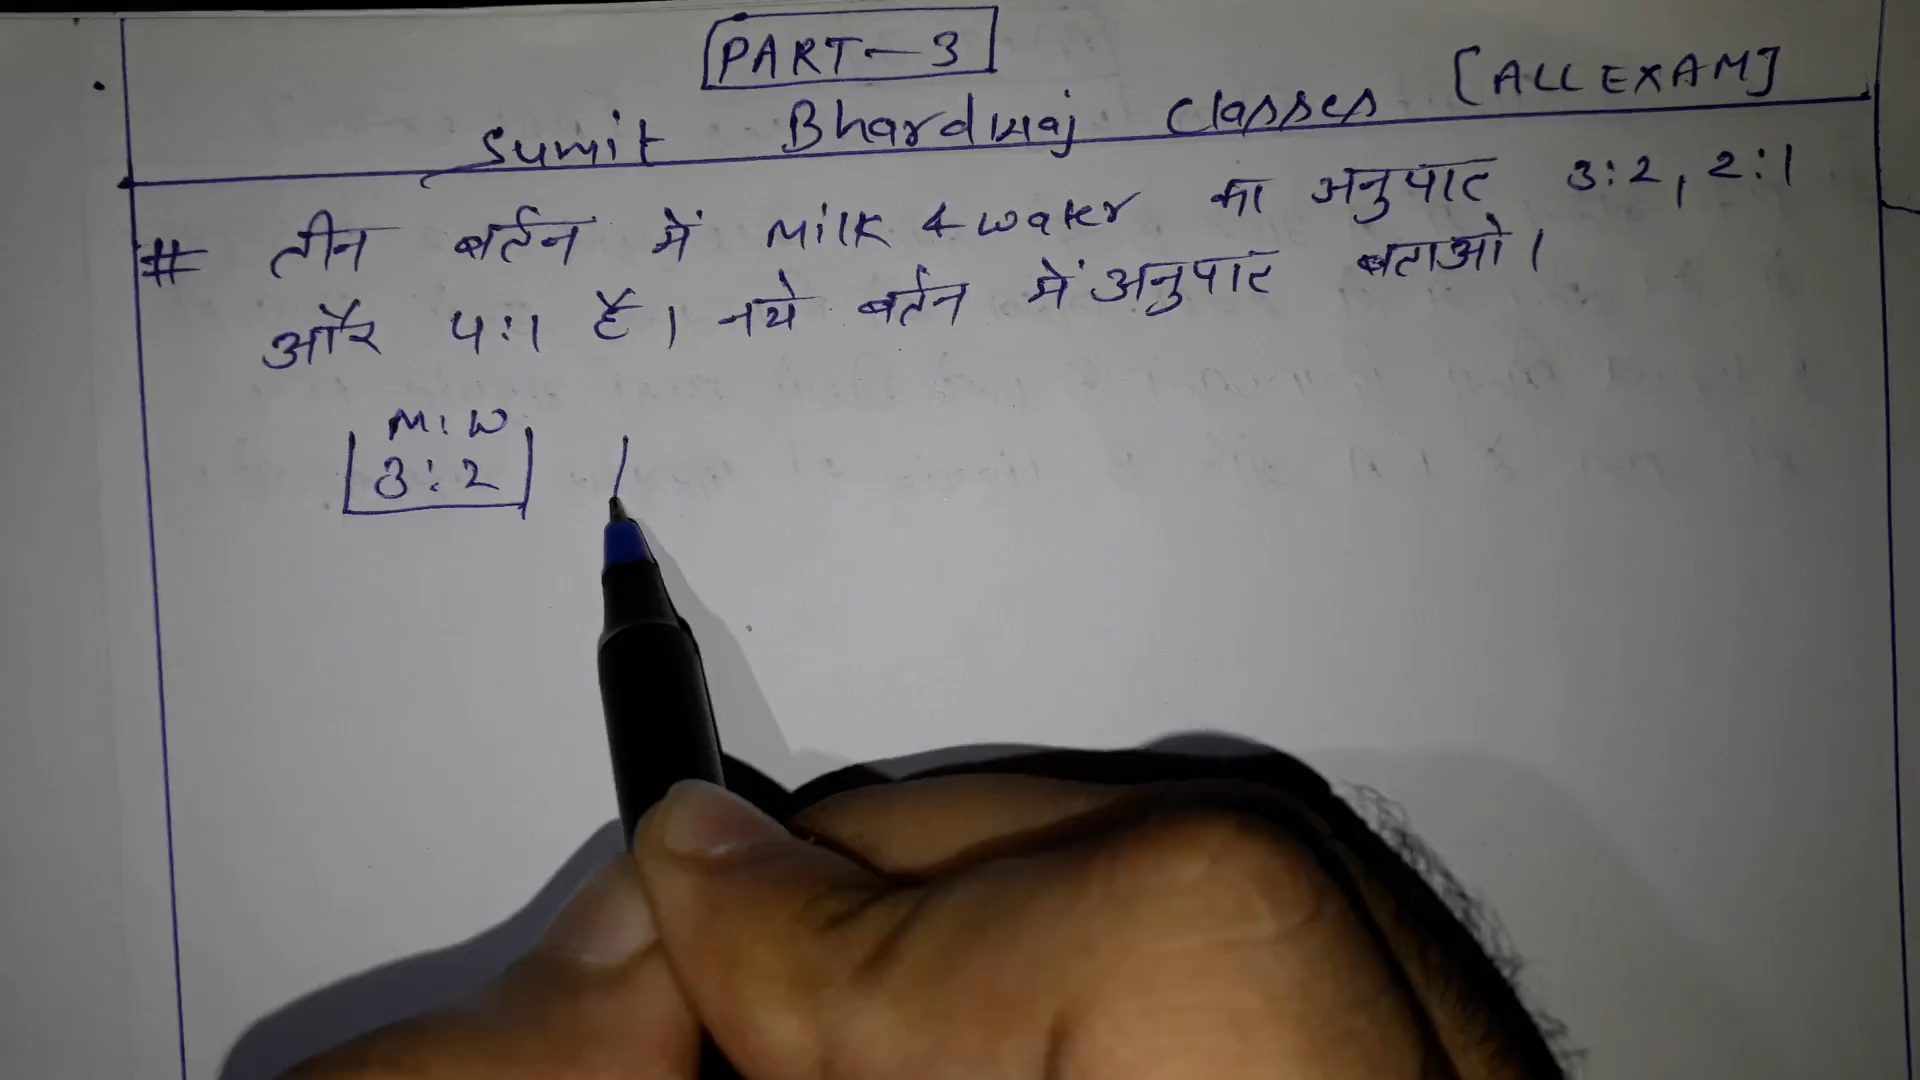 PART-3
Sumit Bhardwaj Classes [ALL EXAM]
# तीन बर्तन में Milk & water का अनुपात 3:2, 2:1
और 4:1 है। नये बर्तन में अनुपात बताओ।
M:W
3:2